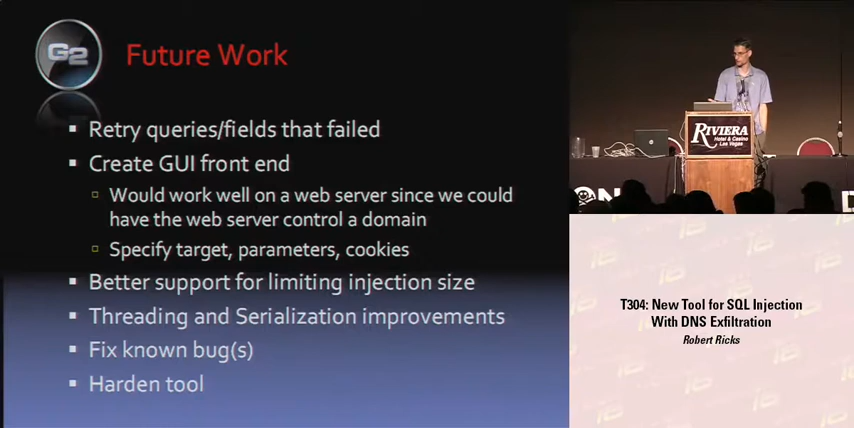 G2
Future Work
▪ Retry queries/fields that failed
▪ Create GUI front end
▫ Would work well on a web server since we could
have the web server control a domain
▫ Specify target, parameters, cookies
▪ Better support for limiting injection size
▪ Threading and Serialization improvements
▪ Fix known bug(s)
▪ Harden tool
RIVIERA
Hotel & Casino
Las Vegas
ON
D
T304: New Tool for SQL Injection
With DNS Exfiltration
Robert Ricks